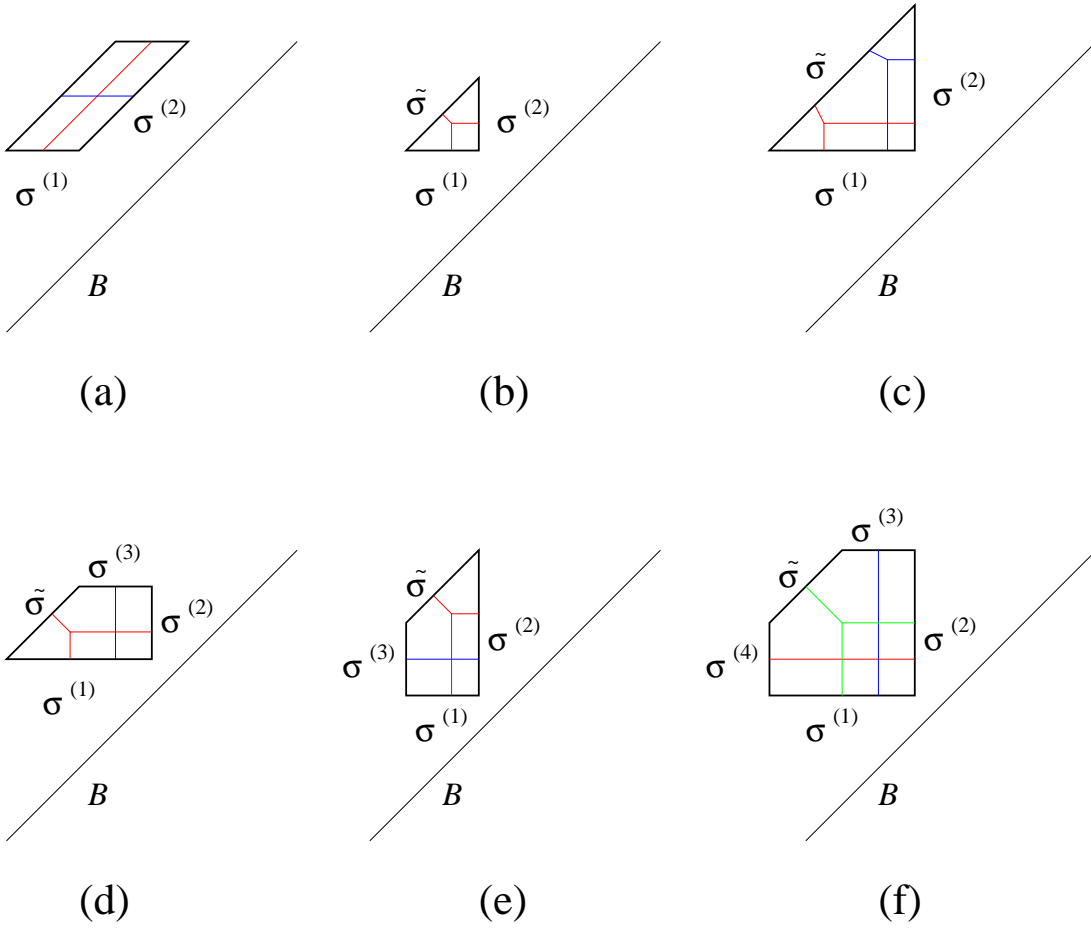 σ̃ σ⁽²⁾
σ⁽²⁾ σ̃ σ⁽²⁾
σ⁽¹⁾ σ⁽¹⁾ σ⁽¹⁾
B B B
(a) (b) (c)
σ⁽³⁾
σ⁽³⁾ σ̃ σ̃
σ̃ σ⁽²⁾ σ⁽²⁾ σ⁽²⁾
σ⁽³⁾ σ⁽⁴⁾
σ⁽¹⁾ σ⁽¹⁾ σ⁽¹⁾
B B B
(d) (e) (f)